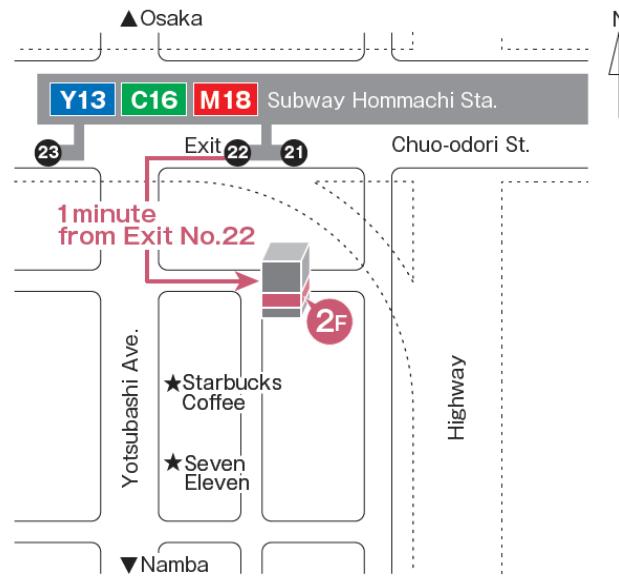 ▲Osaka
N
Y13 C16 M18 Subway Hommachi Sta.
23 Exit 22 21 Chuo-odori St.
1 minute
from Exit No.22
2F
Yotsubashi Ave.
Highway
★Starbucks
Coffee
★Seven
Eleven
▼Namba